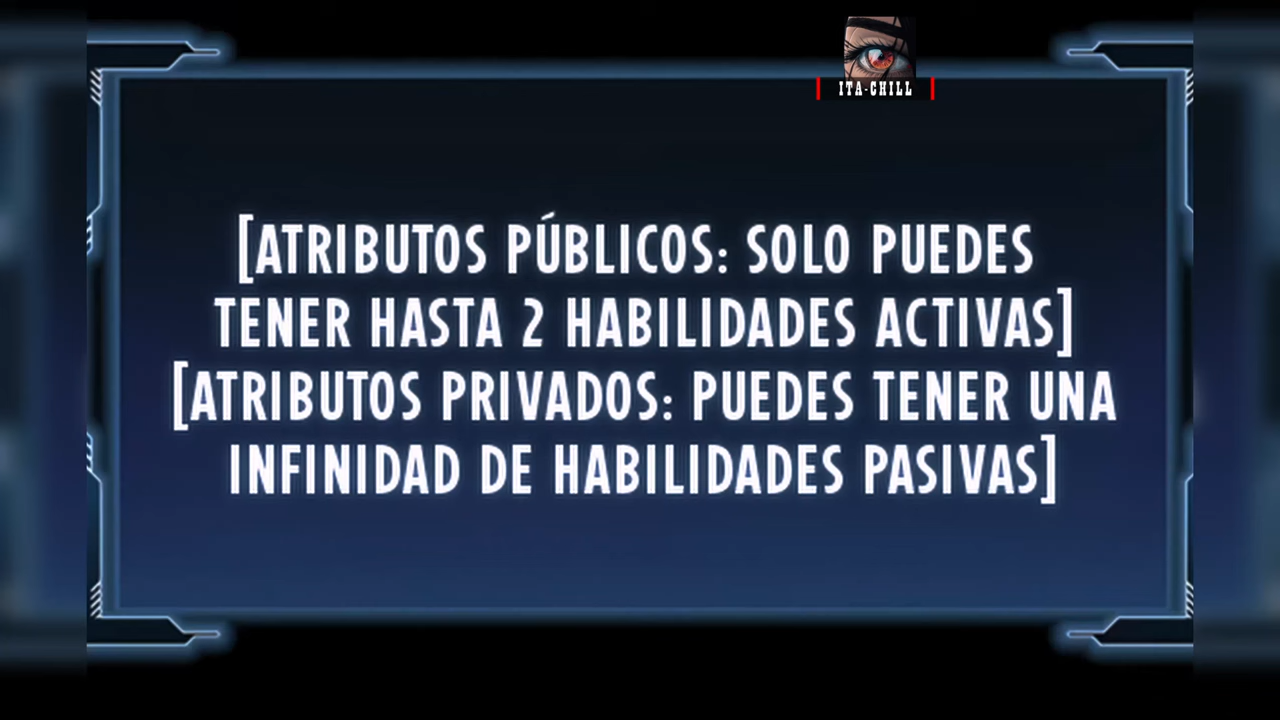 ITA-CHILL
[ATRIBUTOS PÚBLICOS: SOLO PUEDES
TENER HASTA 2 HABILIDADES ACTIVAS]
[ATRIBUTOS PRIVADOS: PUEDES TENER UNA
INFINIDAD DE HABILIDADES PASIVAS]